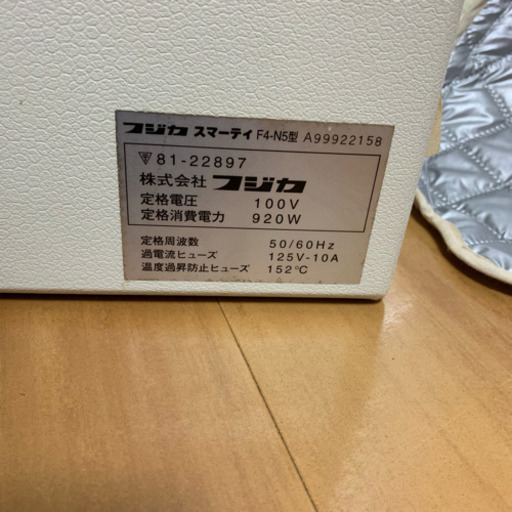 フジカ スマーティ F4-N5型 A99922158
〒81-22897
株式会社 フジカ
定格電圧 100V
定格消費電力 920W
定格周波数 50/60Hz
過電流ヒューズ 125V-10A
温度過昇防止ヒューズ 152℃